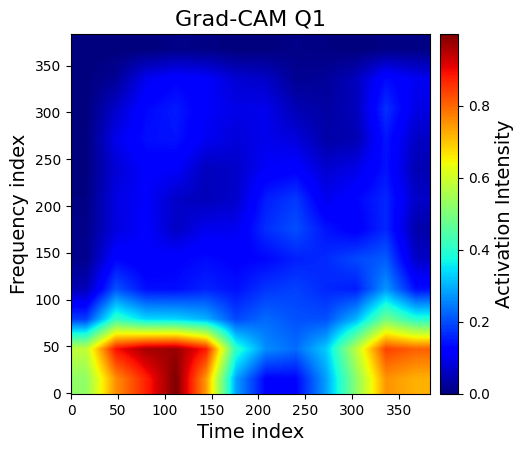 Grad-CAM Q1
Frequency index
350
300
250
200
150
100
50
0
0 50 100 150 200 250 300 350
Time index
0.8
0.6
0.4
0.2
0.0
Activation Intensity